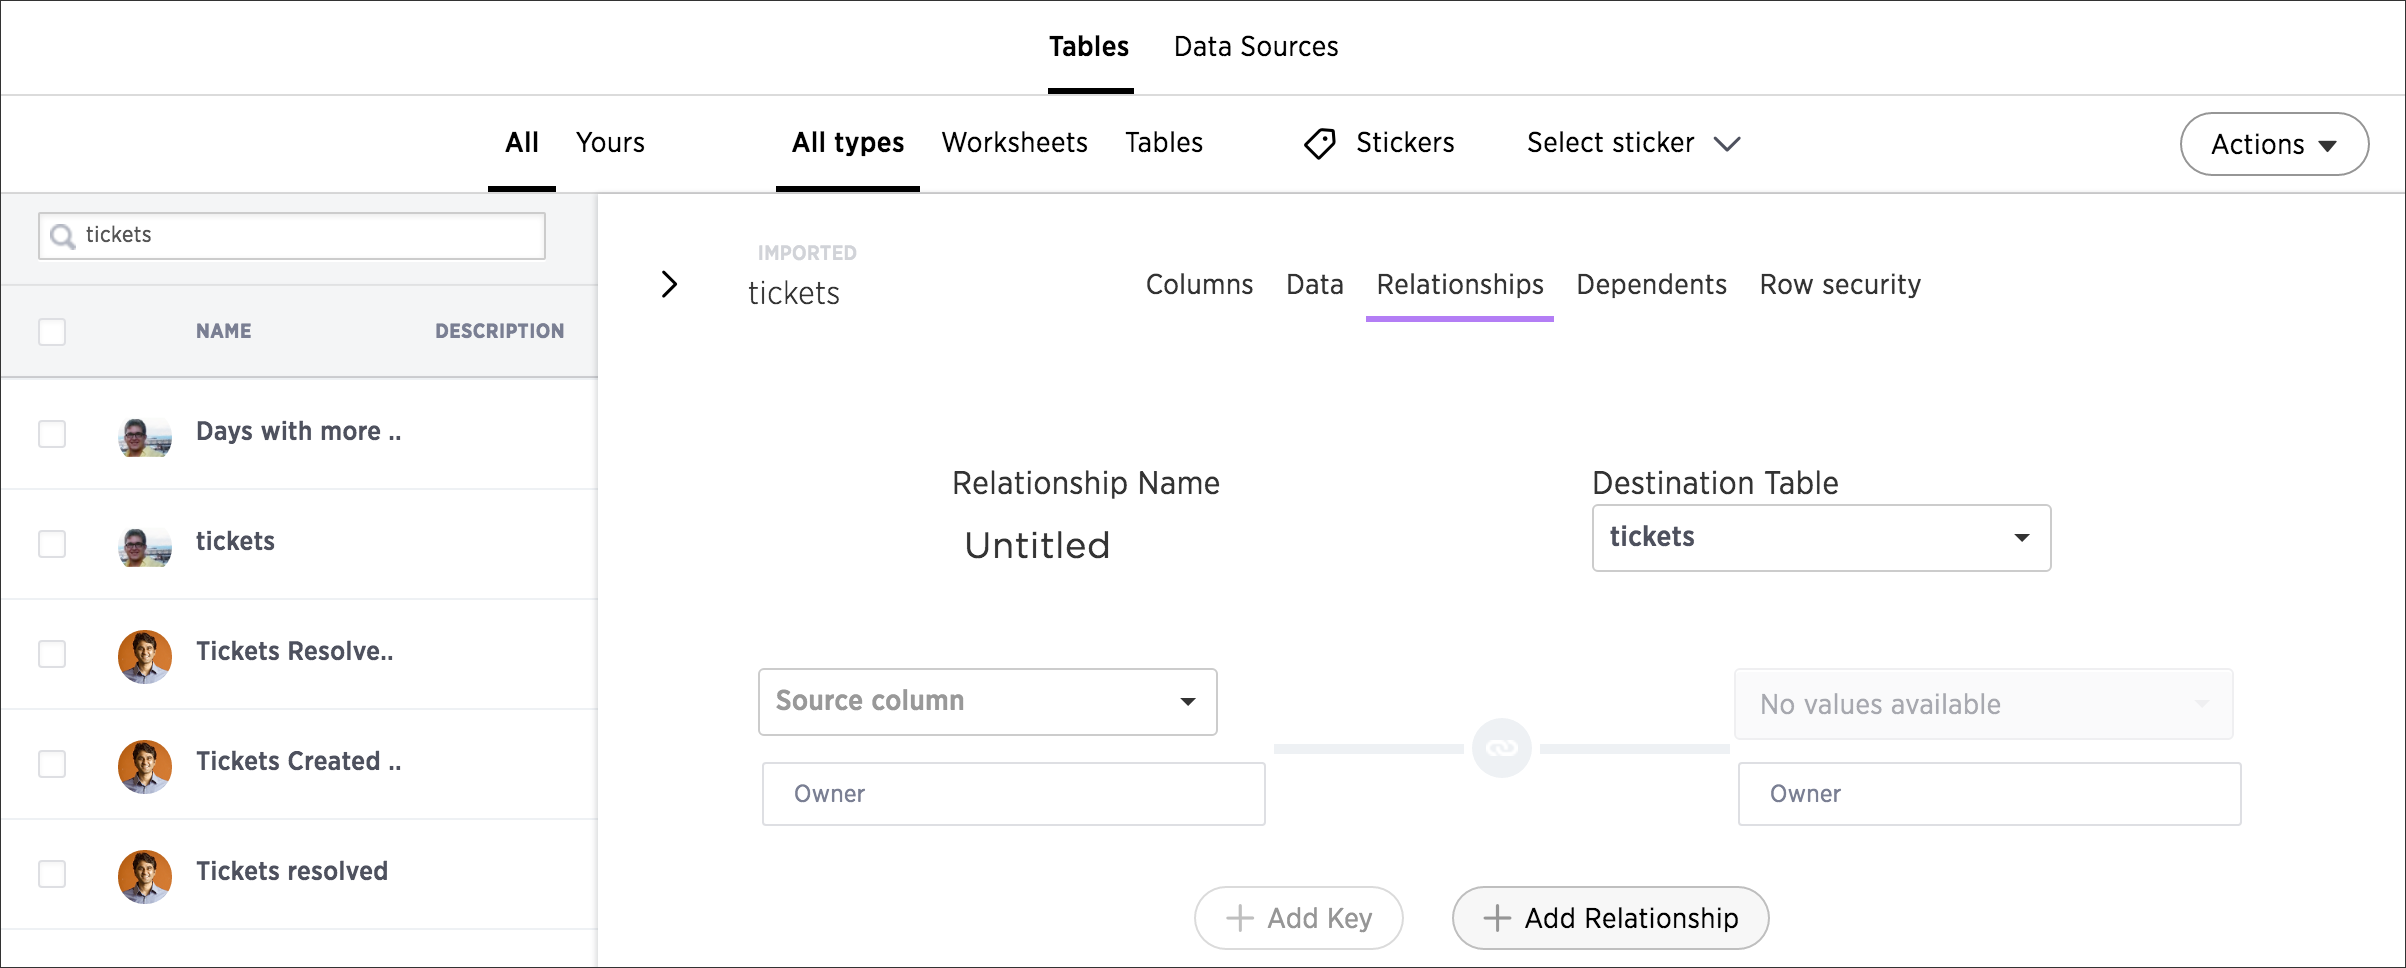 Tables Data Sources
All Yours All types Worksheets Tables Stickers Select sticker Actions
tickets
NAME DESCRIPTION
Days with more ..
tickets
Tickets Resolve..
Tickets Created ..
Tickets resolved
IMPORTED
tickets
Columns Data Relationships Dependents Row security
Relationship Name
Untitled
Destination Table
tickets
Source column
No values available
Owner
Owner
Add Key
Add Relationship